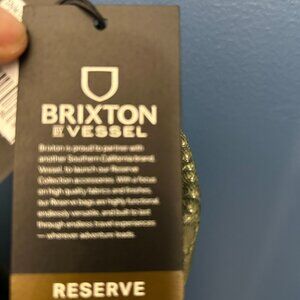 BRIXTON
BY VESSEL
Brixton is proud to partner with
another Southern California brand,
Vessel, to launch our Reserve
Collection accessories. With a focus
on high quality fabrics and finishes,
our Reserve bags are highly functional,
endlessly versatile, and built to last
through endless travel experiences
— wherever adventure leads.
RESERVE